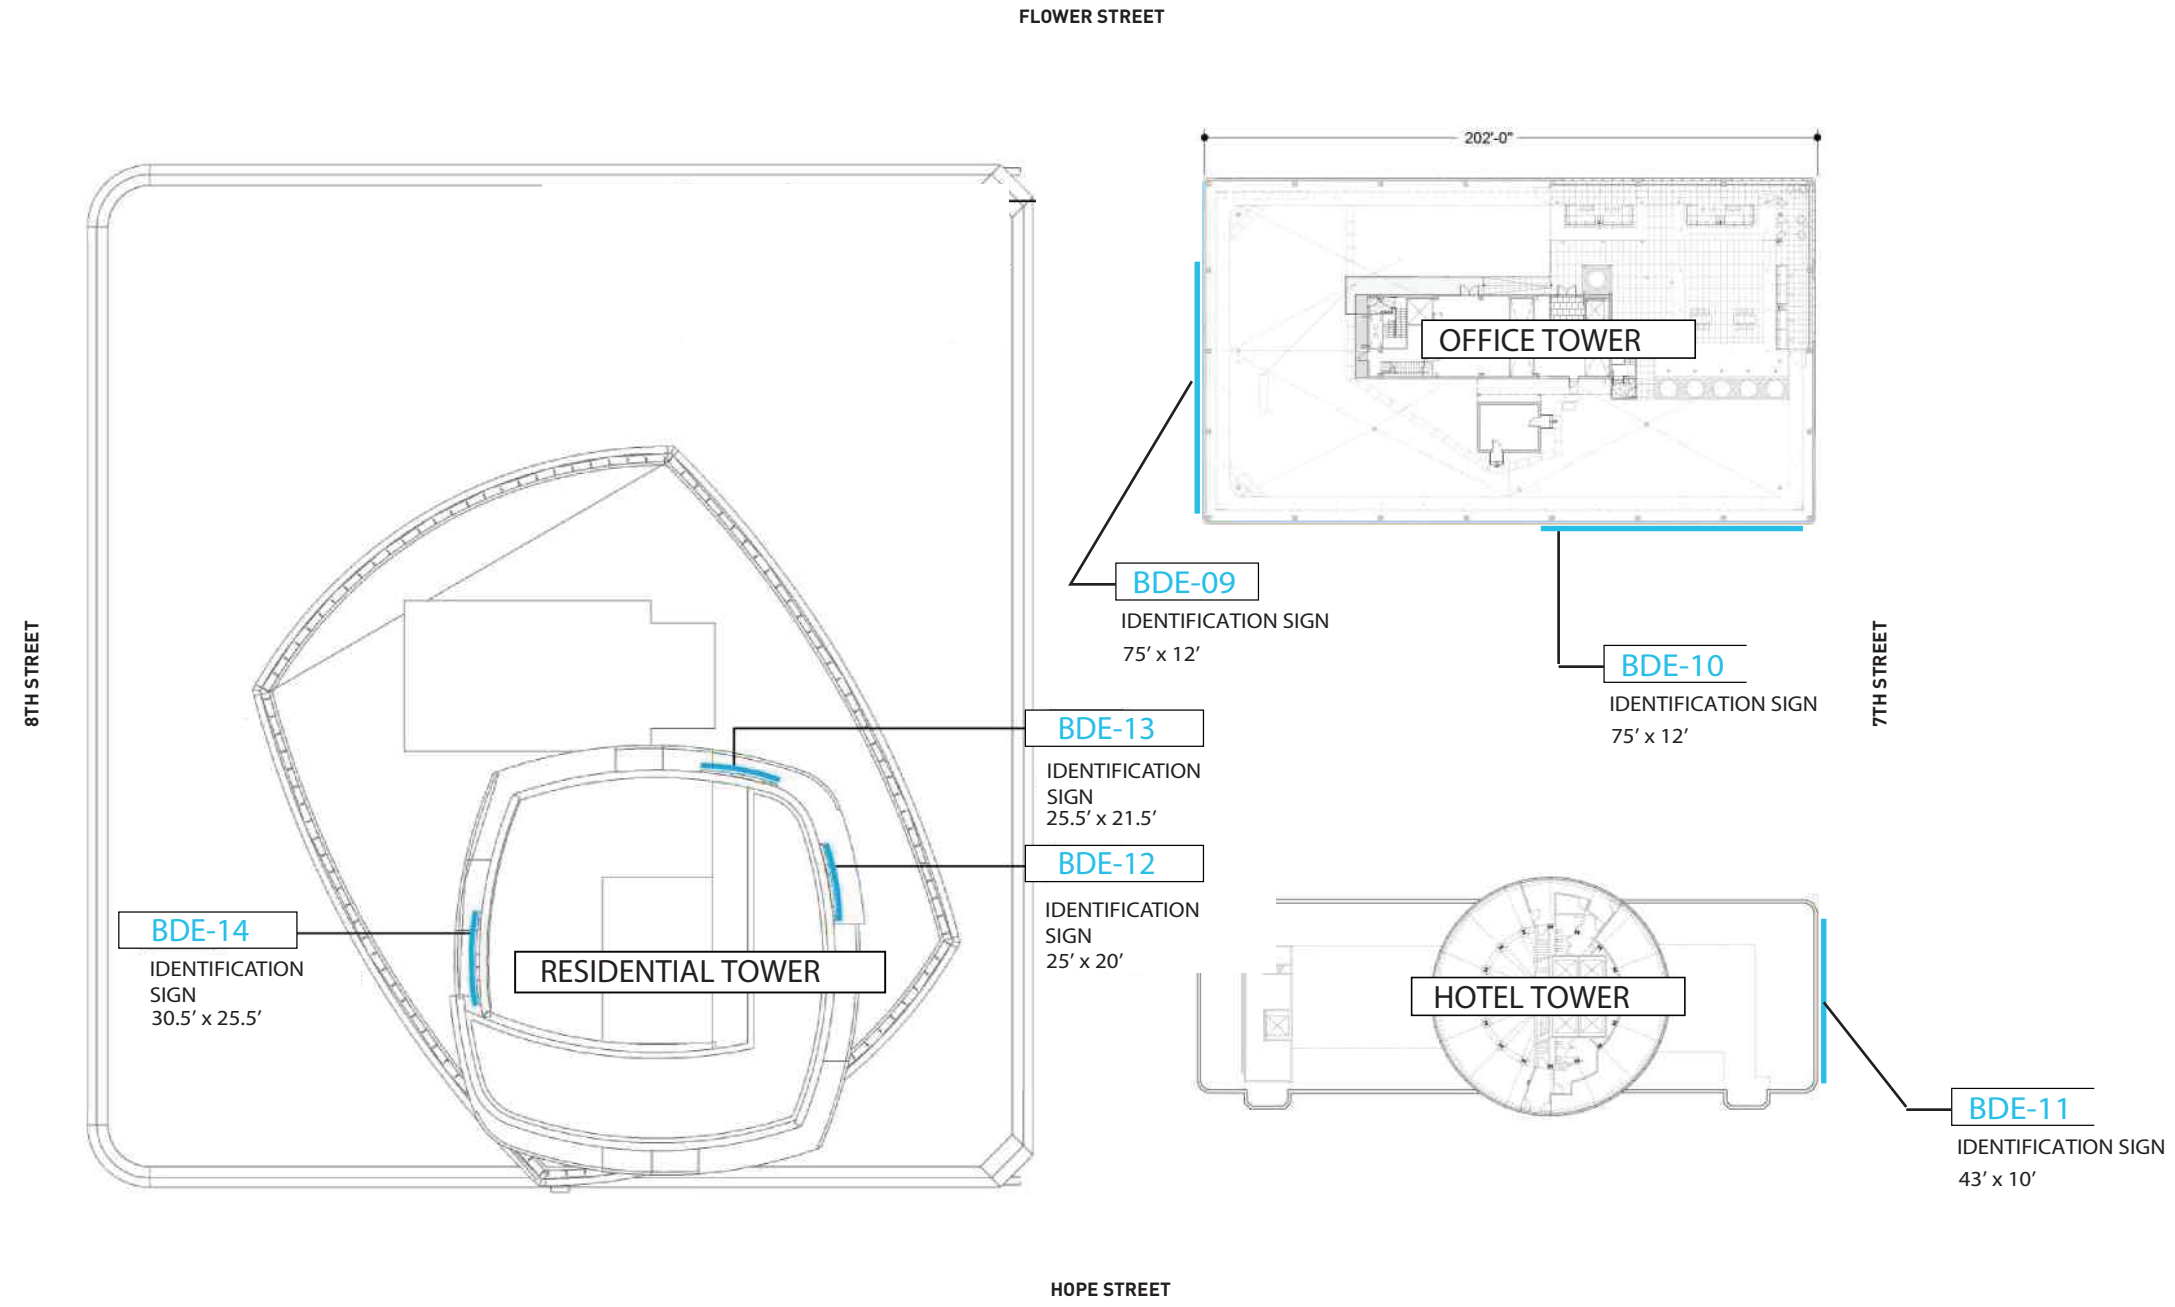 FLOWER STREET
202'-0"
OFFICE TOWER
BDE-09
IDENTIFICATION SIGN
75’ x 12’
8TH STREET
7TH STREET
BDE-10
IDENTIFICATION SIGN
75’ x 12’
BDE-13
IDENTIFICATION
SIGN
25.5’ x 21.5’
BDE-12
IDENTIFICATION
SIGN
25’ x 20’
BDE-14
IDENTIFICATION
SIGN
30.5’ x 25.5’
RESIDENTIAL TOWER
HOTEL TOWER
BDE-11
IDENTIFICATION SIGN
43’ x 10’
HOPE STREET